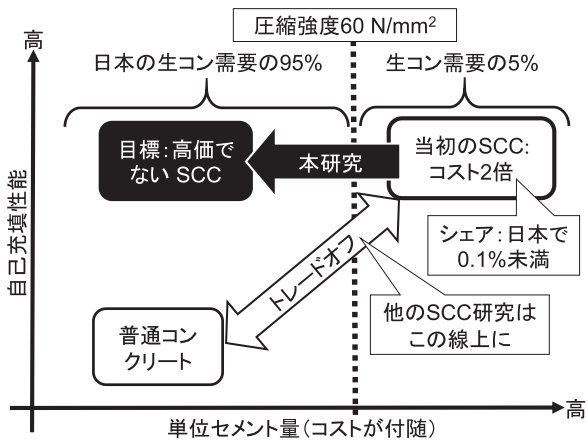 圧縮強度60 N/mm²
高
日本の生コン需要の95%
生コン需要の5%
目標：高価で
ない SCC
本研究
当初のSCC：
コスト2倍
シェア：日本で
0.1%未満
自己充填性能
トレードオフ
他のSCC研究は
この線上に
普通コン
クリート
高
単位セメント量（コストが付随）